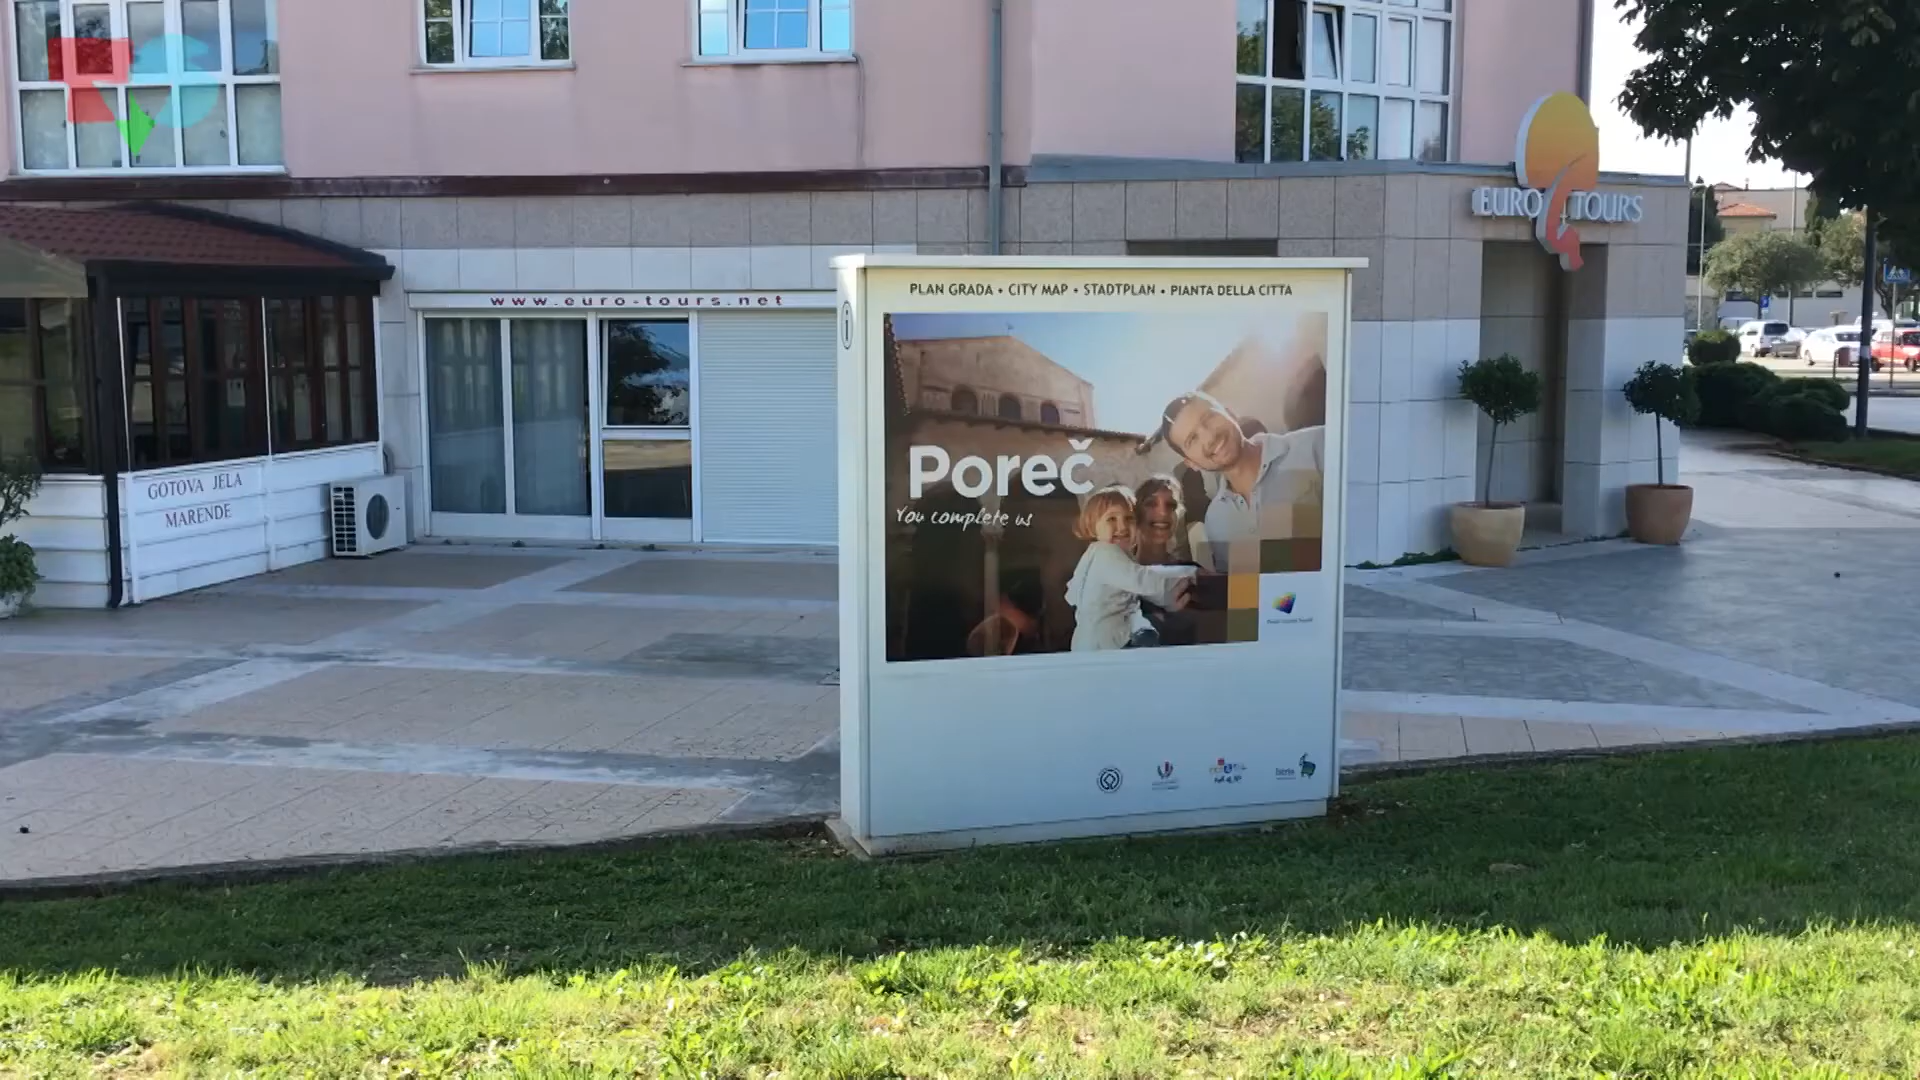 EURO TOURS
www.euro-tours.net
PLAN GRADA • CITY MAP • STADTPLAN • PIANTA DELLA CITTA
Poreč
You complete us
GOTOVA JELA
MARENDE
Istria